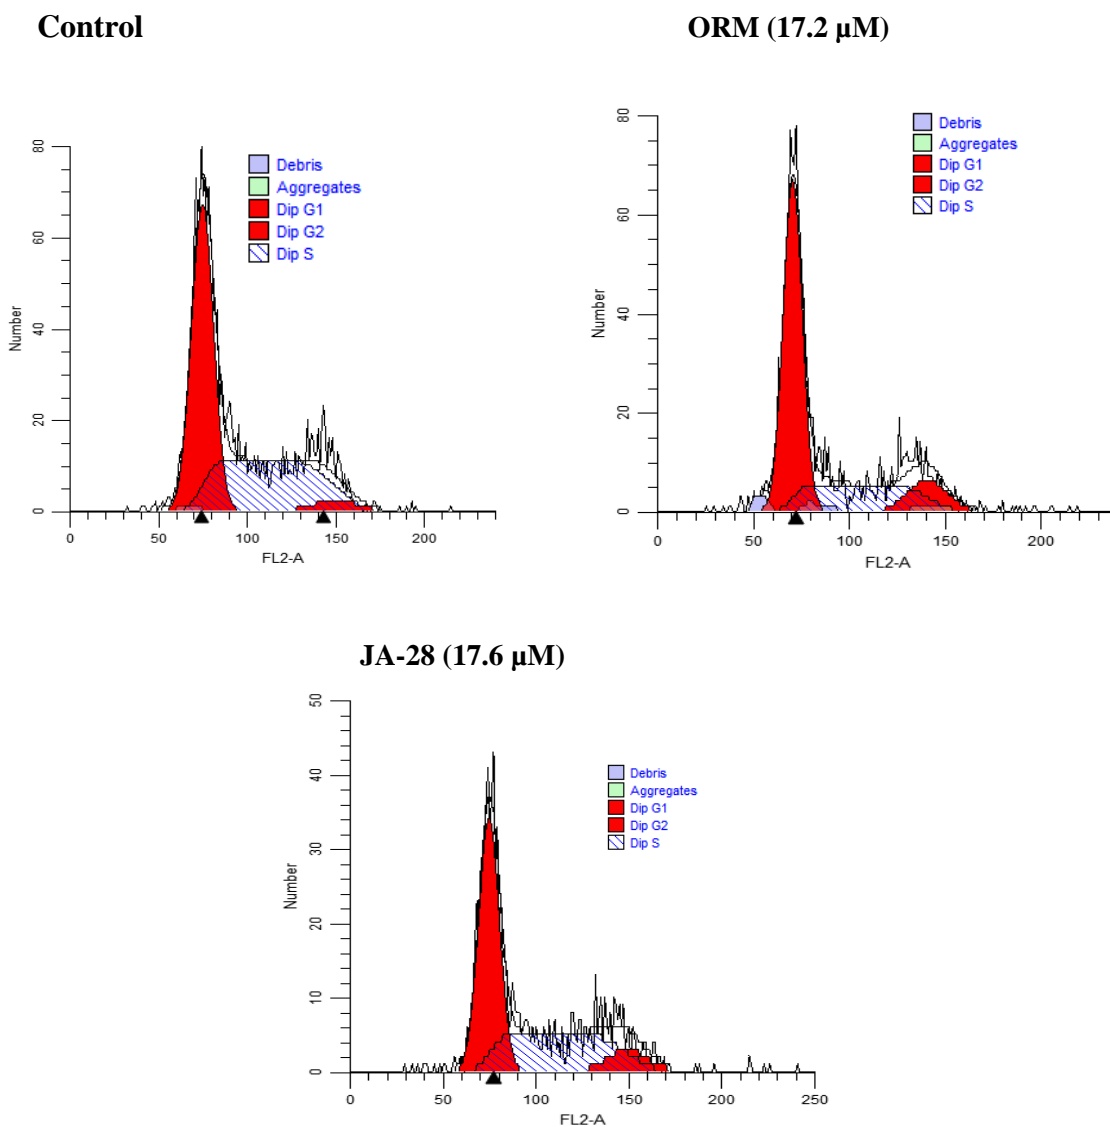 Control
ORM (17.2 µM)
80
60
40
20
0
Number
Debris
Aggregates
Dip G1
Dip G2
Dip S
0 50 100 150 200
FL2-A
80
60
40
20
0
Number
Debris
Aggregates
Dip G1
Dip G2
Dip S
0 50 100 150 200
FL2-A
JA-28 (17.6 µM)
50
40
30
20
10
0
Number
Debris
Aggregates
Dip G1
Dip G2
Dip S
0 50 100 150 200 250
FL2-A